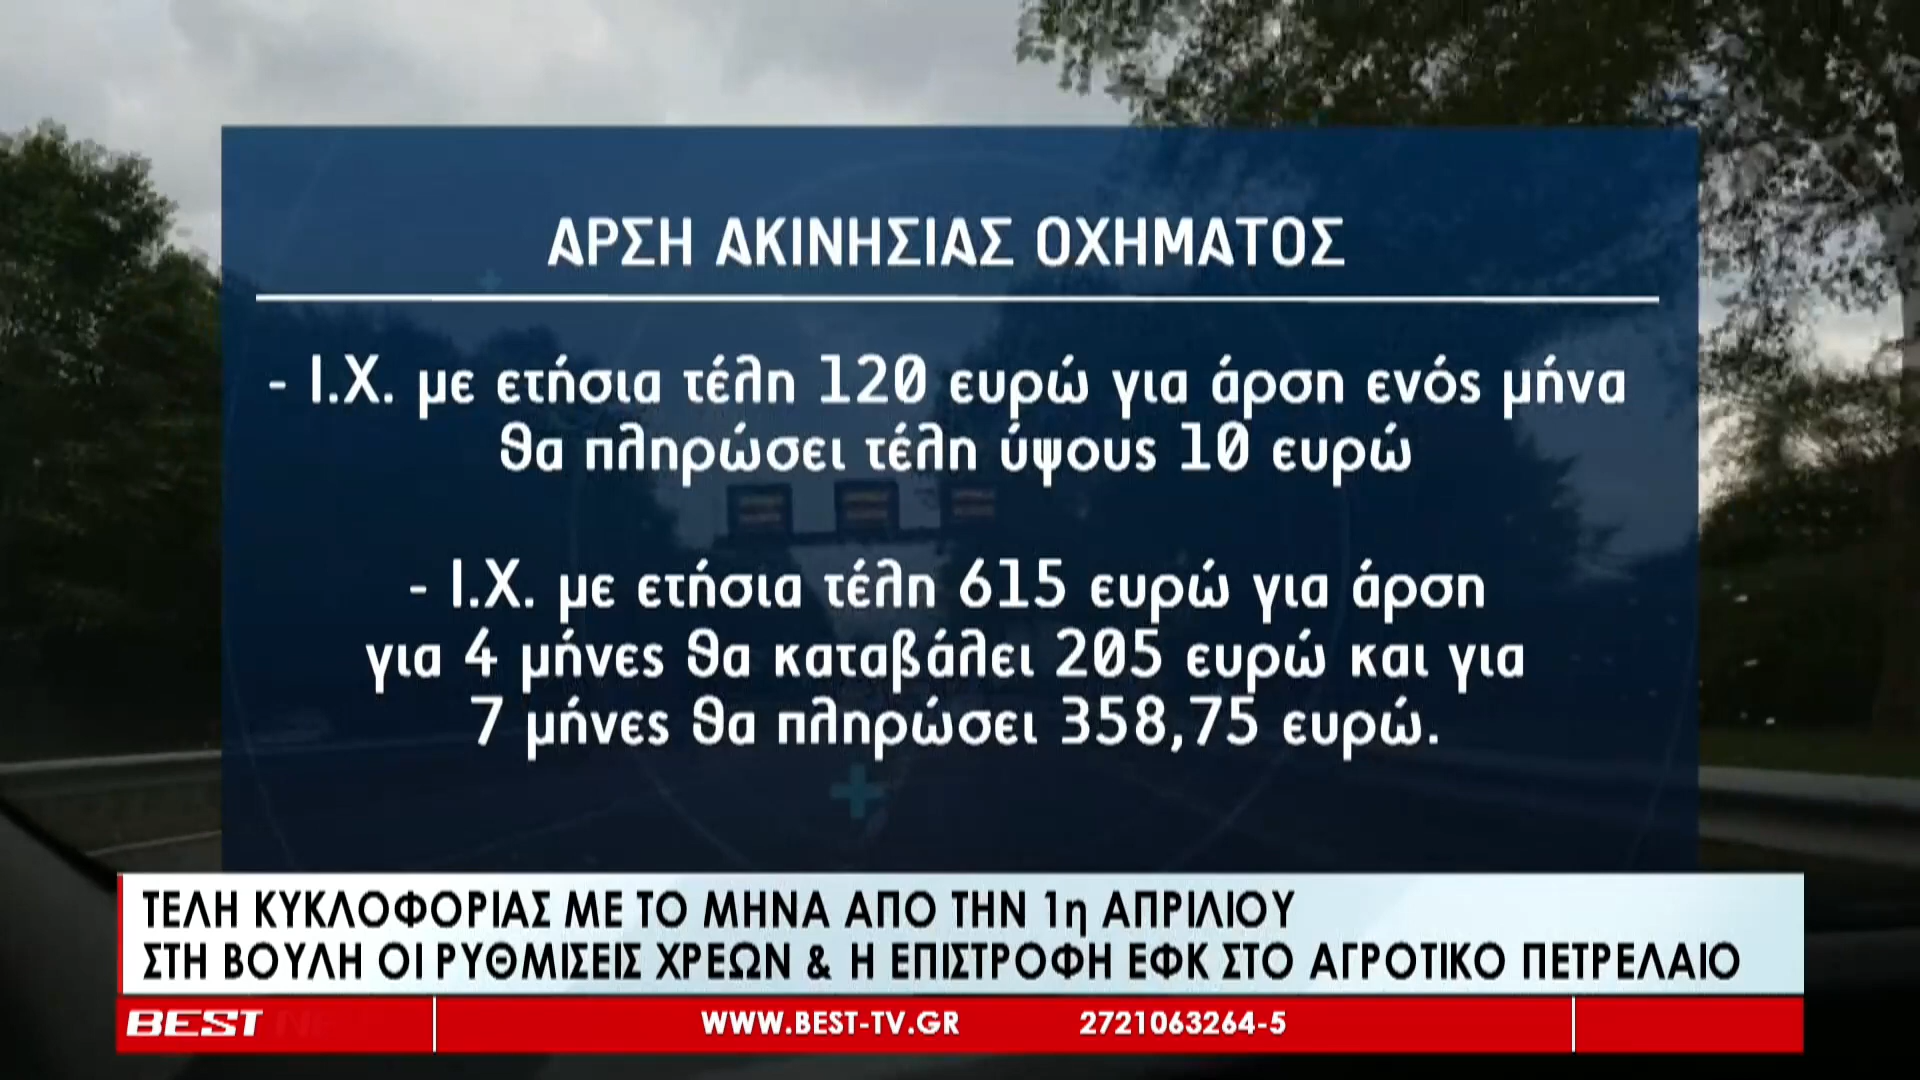 ΑΡΣΗ ΑΚΙΝΗΣΙΑΣ ΟΧΗΜΑΤΟΣ
- Ι.Χ. με ετήσια τέλη 120 ευρώ για άρση ενός μήνα
θα πληρώσει τέλη ύψους 10 ευρώ
- Ι.Χ. με ετήσια τέλη 615 ευρώ για άρση
για 4 μήνες θα καταβάλει 205 ευρώ και για
7 μήνες θα πληρώσει 358,75 ευρώ.
ΤΕΛΗ ΚΥΚΛΟΦΟΡΙΑΣ ΜΕ ΤΟ ΜΗΝΑ ΑΠΟ ΤΗΝ 1η ΑΠΡΙΛΙΟΥ
ΣΤΗ ΒΟΥΛΗ ΟΙ ΡΥΘΜΙΣΕΙΣ ΧΡΕΩΝ & Η ΕΠΙΣΤΡΟΦΗ ΕΦΚ ΣΤΟ ΑΓΡΟΤΙΚΟ ΠΕΤΡΕΛΑΙΟ
BEST WWW.BEST-TV.GR 2721063264-5